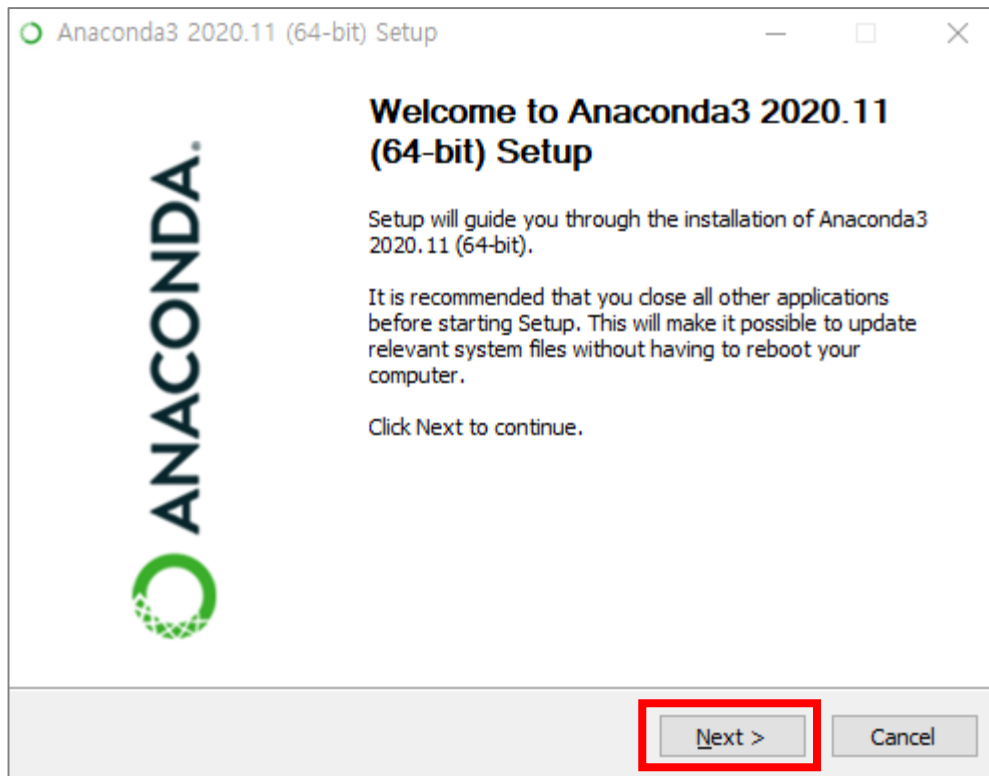 Anaconda3 2020.11 (64-bit) Setup
Welcome to Anaconda3 2020.11
(64-bit) Setup
Setup will guide you through the installation of Anaconda3
2020.11 (64-bit).
It is recommended that you close all other applications
before starting Setup. This will make it possible to update
relevant system files without having to reboot your
computer.
Click Next to continue.
ANACONDA.
Next >
Cancel